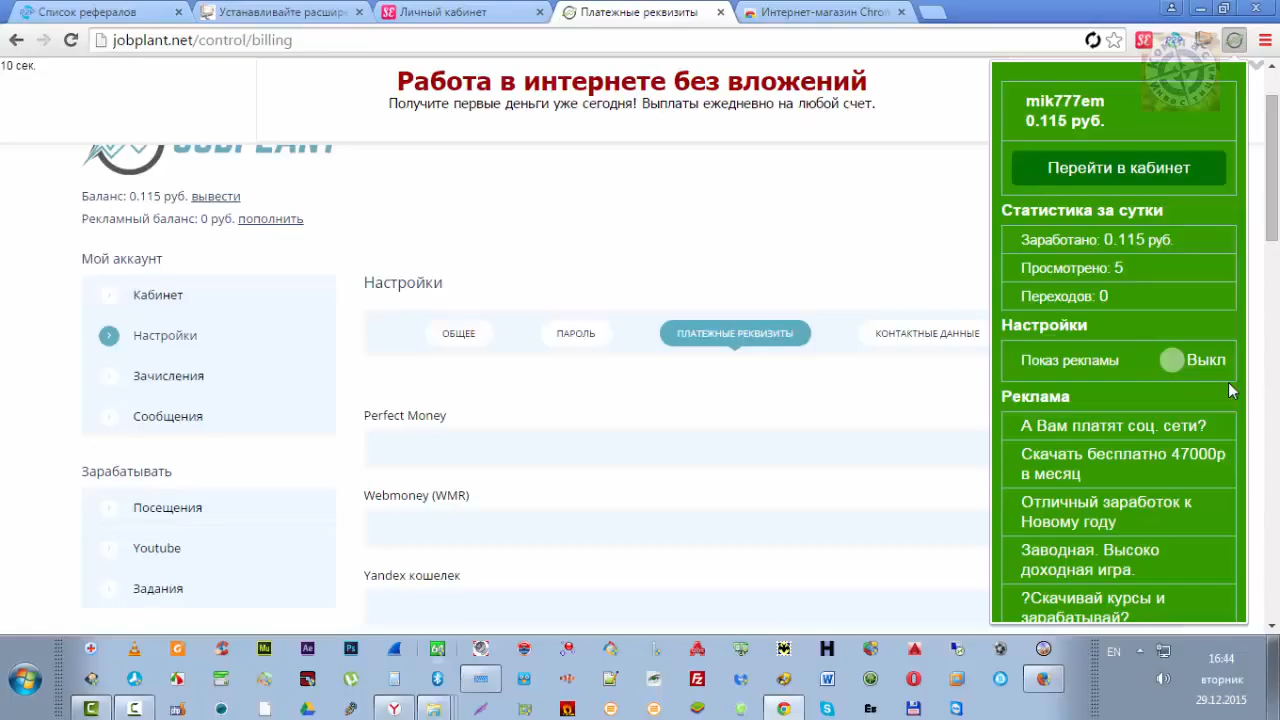 Подбор рефералов
Устанавливайте расшир
Личный кабинет
Платежные реквизиты
Интернет-магазин Chro
jobplant.net/control/billing
10 сек.
Работа в интернете без вложений
Получите первые деньги уже сегодня! Выплаты ежедневно на любой счет.
JOBPLANT
Баланс: 0.115 руб. вывести
Рекламный баланс: 0 руб. пополнить
Мой аккаунт
Кабинет
Настройки
Зачисления
Сообщения
Зарабатывать
Посещения
Youtube
Задания
Настройки
ОБЩЕЕ
ПАРОЛЬ
ПЛАТЕЖНЫЕ РЕКВИЗИТЫ
КОНТАКТНЫЕ ДАННЫЕ
Perfect Money
Webmoney (WMR)
Yandex кошелек
mik777em
0.115 руб.
Перейти в кабинет
Статистика за сутки
Заработано: 0.115 руб.
Просмотрено: 5
Переходов: 0
Настройки
Показ рекламы
Выкл
Реклама
А Вам платят соц. сети?
Скачать бесплатно 47000р
в месяц
Отличный заработок к
Новому году
Заводная. Высоко
доходная игра.
?Скачивай курсы и
зарабатывай?
EN
16:44
вторник
29.12.2015